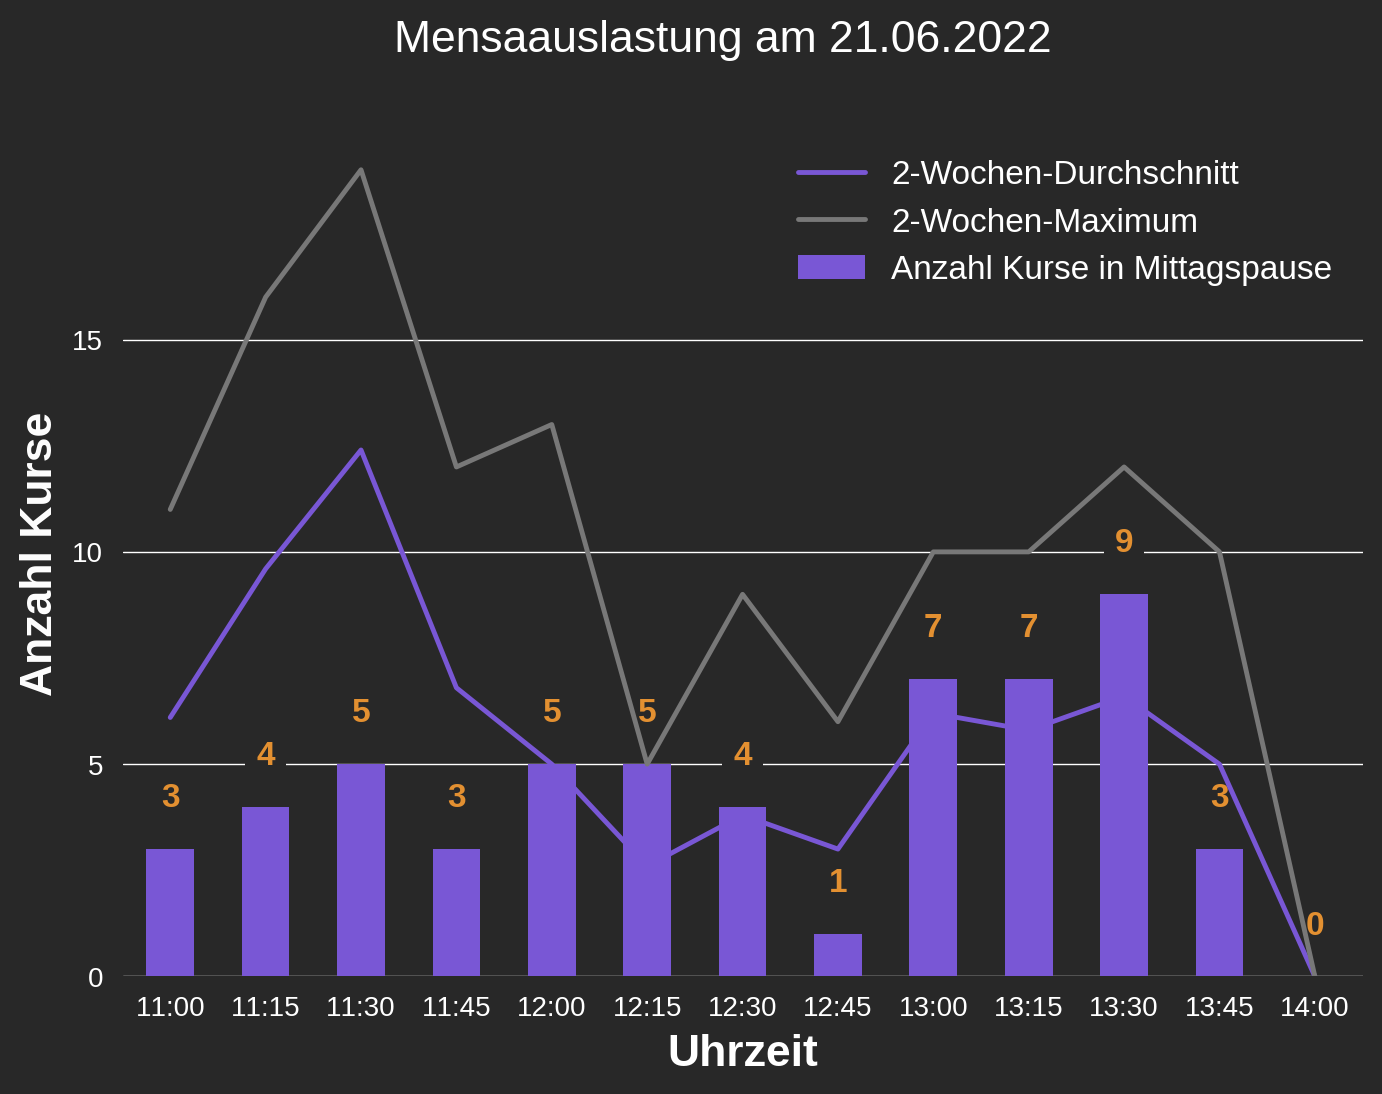 Mensaauslastung am 21.06.2022
2-Wochen-Durchschnitt
2-Wochen-Maximum
Anzahl Kurse in Mittagspause
Anzahl Kurse
15
10
5
0
3
4
5
3
5
5
4
1
7
7
9
3
0
11:00 11:15 11:30 11:45 12:00 12:15 12:30 12:45 13:00 13:15 13:30 13:45 14:00
Uhrzeit